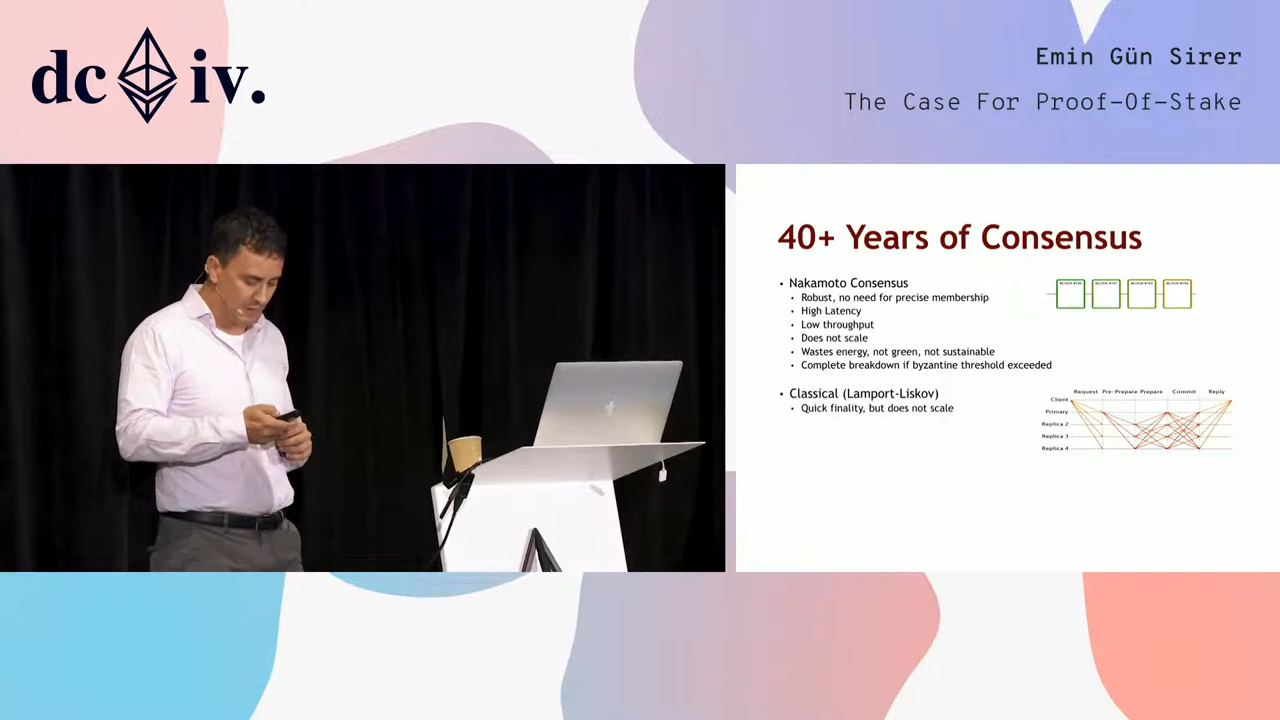 dc iv.
Emin Gün Sirer
The Case For Proof-Of-Stake
40+ Years of Consensus
• Nakamoto Consensus
• Robust, no need for precise membership
• High Latency
• Low throughput
• Does not scale
• Wastes energy, not green, not sustainable
• Complete breakdown if byzantine threshold exceeded
• Classical (Lamport-Liskov)
• Quick finality, but does not scale
Request Pre-Prepare Prepare Commit Reply
Client
Primary
Replica 2
Replica 3
Replica 4